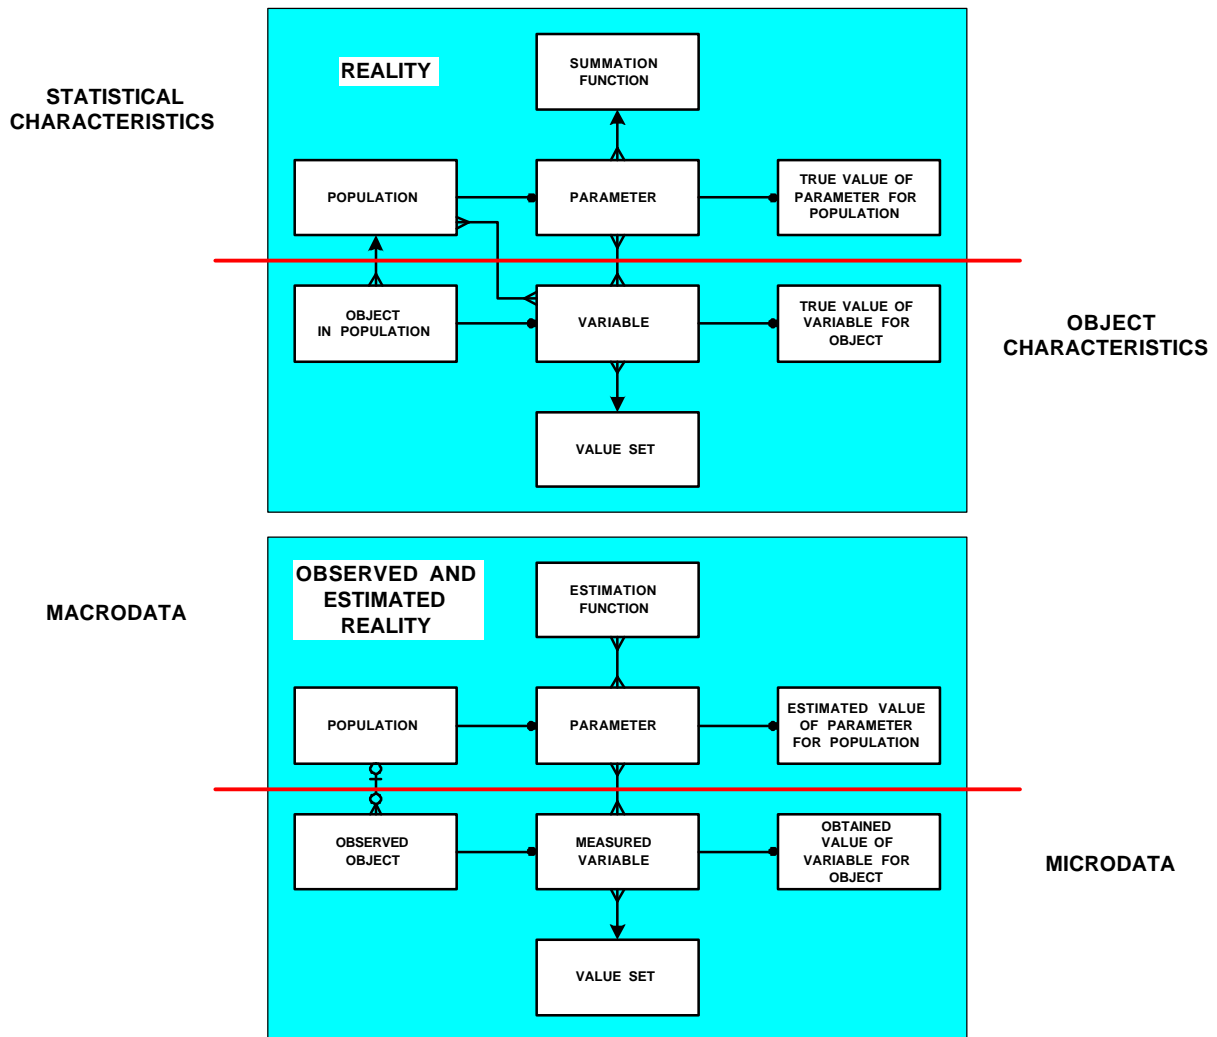 REALITY
SUMMATION
FUNCTION
STATISTICAL
CHARACTERISTICS
POPULATION
PARAMETER
TRUE VALUE OF
PARAMETER FOR
POPULATION
OBJECT
IN POPULATION
VARIABLE
TRUE VALUE OF
VARIABLE FOR
OBJECT
OBJECT
CHARACTERISTICS
VALUE SET
OBSERVED AND
ESTIMATED
REALITY
ESTIMATION
FUNCTION
MACRODATA
POPULATION
PARAMETER
ESTIMATED VALUE
OF PARAMETER
FOR POPULATION
OBSERVED
OBJECT
MEASURED
VARIABLE
OBTAINED
VALUE OF
VARIABLE FOR
OBJECT
MICRODATA
VALUE SET